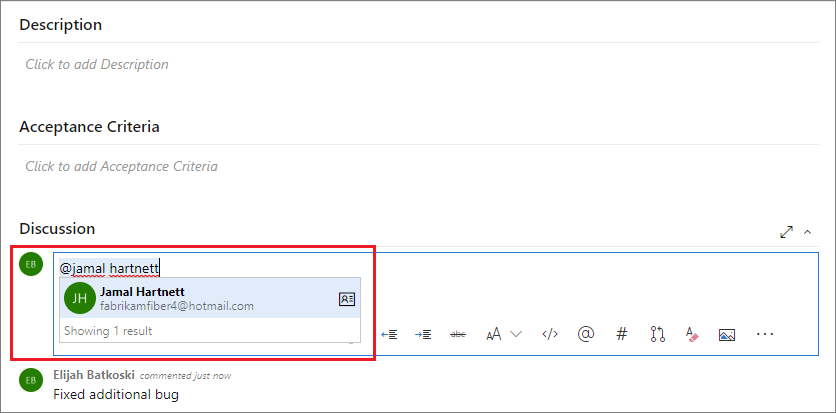 Description
Click to add Description
Acceptance Criteria
Click to add Acceptance Criteria
Discussion
EB
@jamal hartnett
JH
Jamal Hartnett
fabrikamfiber4@hotmail.com
Showing 1 result
abc AA </> @ # A ...
EB
Elijah Batkoski commented just now
Fixed additional bug